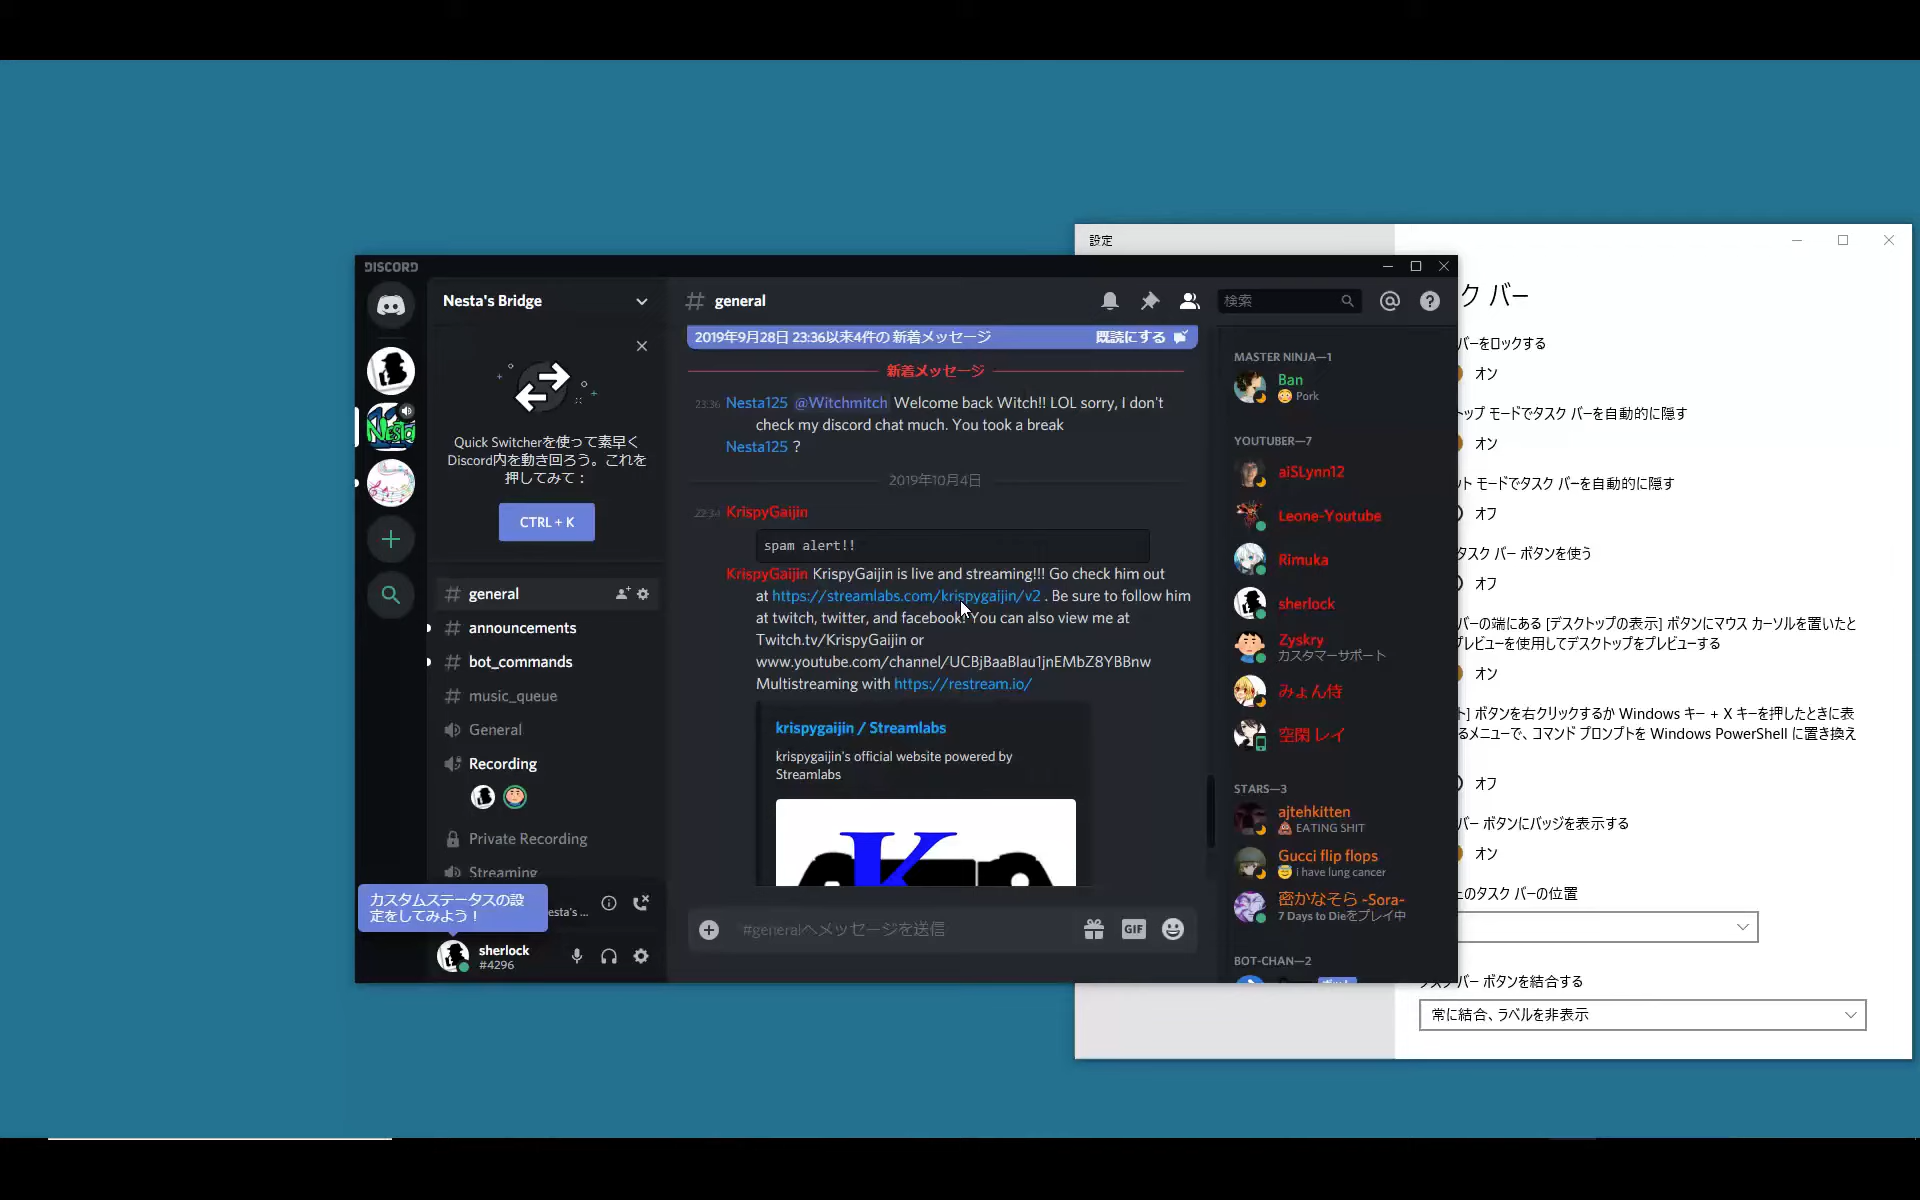 設定
DISCORD
Nesta's Bridge
general
検索
2019年9月28日 23:36以来4件の 新着メッセージ
既読にする
新着メッセージ
23:36 Nesta125 @Witchmitch Welcome back Witch!! LOL sorry, I don't
check my discord chat much. You took a break
Nesta125 ?
2019年10月4日
22:34 KrispyGaijin
spam alert!!
KrispyGaijin KrispyGaijin is live and streaming!!! Go check him out
at https://streamlabs.com/krispygaijin/v2 . Be sure to follow him
at twitch, twitter, and facebook! You can also view me at
Twitch.tv/KrispyGaijin or
www.youtube.com/channel/UCBjBaaBlau1jnEMbZ8YBBnw
Multistreaming with https://restream.io/
krispygaijin / Streamlabs
krispygaijin's official website powered by
Streamlabs
K
#generalへメッセージを送信
GIF
Nesta
Quick Switcherを使って素早く
Discord内を動き回ろう。これを
押してみて：
CTRL + K
general
announcements
bot_commands
music_queue
General
Recording
Private Recording
Streaming
カスタムステータスの設
定をしてみよう！
esta's ...
sherlock
#4296
MASTER NINJA—1
Ban
Pork
YOUTUBER—7
aiSLynn12
Leone-Youtube
Rimuka
sherlock
Zyskry
カスタマーサポート
みょん侍
空閑 レイ
STARS—3
ajtehkitten
EATING SHIT
Gucci flip flops
i have lung cancer
密かなそら -Sora-
7 Days to Dieをプレイ中
BOT-CHAN—2
ク バー
バーをロックする
オン
トップ モードでタスク バーを自動的に隠す
オン
ット モードでタスク バーを自動的に隠す
オフ
タスク バー ボタンを使う
オフ
バーの端にある [デスクトップの表示] ボタンにマウス カーソルを置いたと
プレビューを使用してデスクトップをプレビューする
オン
ト] ボタンを右クリックするか Windows キー + X キーを押したときに表
るメニューで、コマンド プロンプトを Windows PowerShell に置き換え
オフ
バー ボタンにバッジを表示する
オン
上のタスク バーの位置
タスク バー ボタンを結合する
常に結合、ラベルを非表示